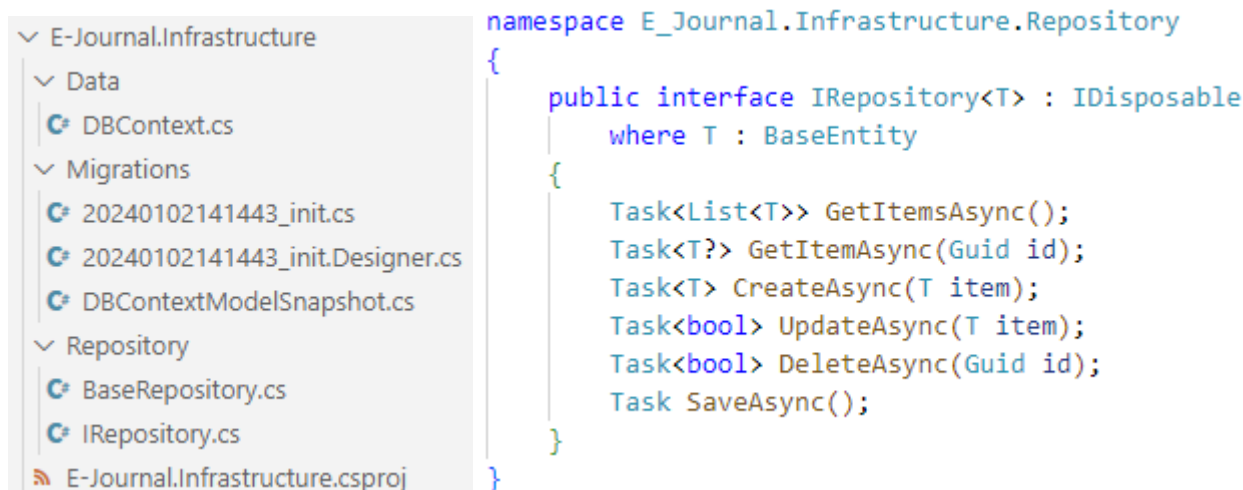 E-Journal.Infrastructure
Data
DBContext.cs
Migrations
20240102141443_init.cs
20240102141443_init.Designer.cs
DBContextModelSnapshot.cs
Repository
BaseRepository.cs
IRepository.cs
E-Journal.Infrastructure.csproj
namespace E_Journal.Infrastructure.Repository
{
public interface IRepository<T> : IDisposable
where T : BaseEntity
{
Task<List<T>> GetItemsAsync();
Task<T?> GetItemAsync(Guid id);
Task<T> CreateAsync(T item);
Task<bool> UpdateAsync(T item);
Task<bool> DeleteAsync(Guid id);
Task SaveAsync();
}
}